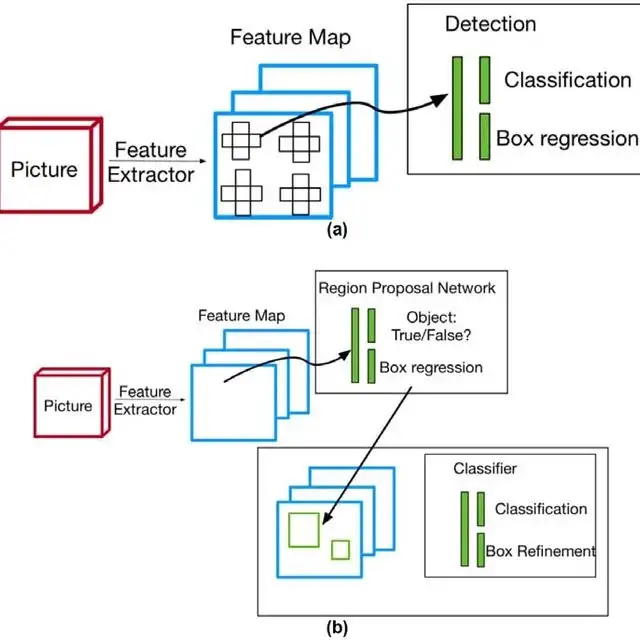 Feature Map
Detection
Classification
Box regression
Picture
Feature
Extractor
(a)
Region Proposal Network
Object:
True/False?
Box regression
Feature Map
Picture
Feature
Extractor
Classifier
Classification
Box Refinement
(b)